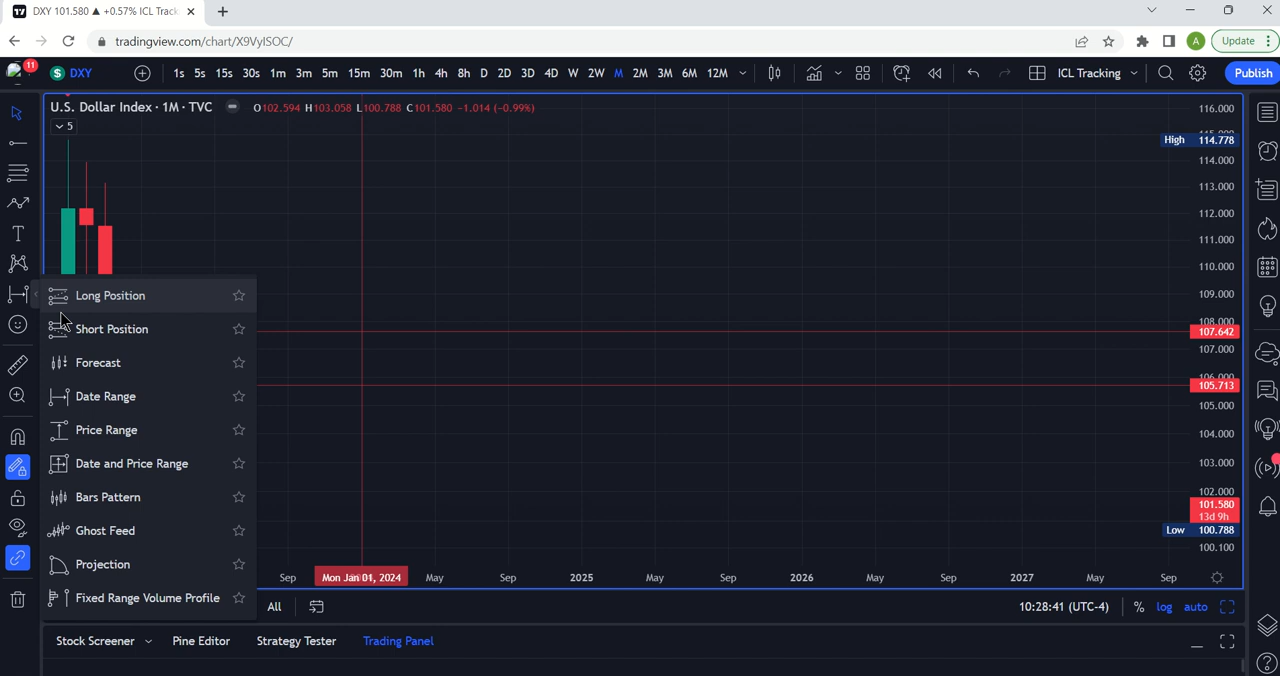 DXY 101.580 ▲ +0.57% ICL Track
tradingview.com/chart/X9VyISOC/
A
Update
11
$ DXY
1s 5s 15s 30s 1m 3m 5m 15m 30m 1h 4h 8h D 2D 3D 4D W 2W M 2M 3M 6M 12M
ICL Tracking
Publish
U.S. Dollar Index · 1M · TVC
O102.594 H103.058 L100.788 C101.580 -1.014 (-0.99%)
5
116.000
High 114.778
114.000
113.000
112.000
111.000
110.000
109.000
108.000
107.642
107.000
106.000
105.713
105.000
104.000
103.000
102.000
101.580
13d 9h
Low 100.788
100.100
Long Position
Short Position
Forecast
Date Range
Price Range
Date and Price Range
Bars Pattern
Ghost Feed
Projection
Fixed Range Volume Profile
Sep Mon Jan 01, 2024 May Sep 2025 May Sep 2026 May Sep 2027 May Sep
All
10:28:41 (UTC-4) % log auto
Stock Screener Pine Editor Strategy Tester Trading Panel